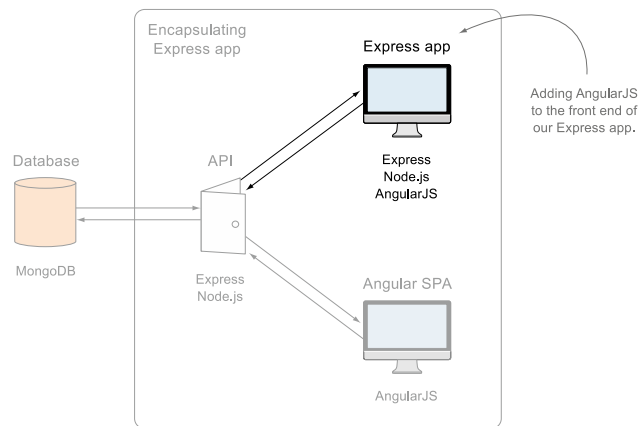 Encapsulating
Express app
Express app
Adding AngularJS
to the front end of
our Express app.
Database
API
Express
Node.js
AngularJS
MongoDB
Express
Node.js
Angular SPA
AngularJS